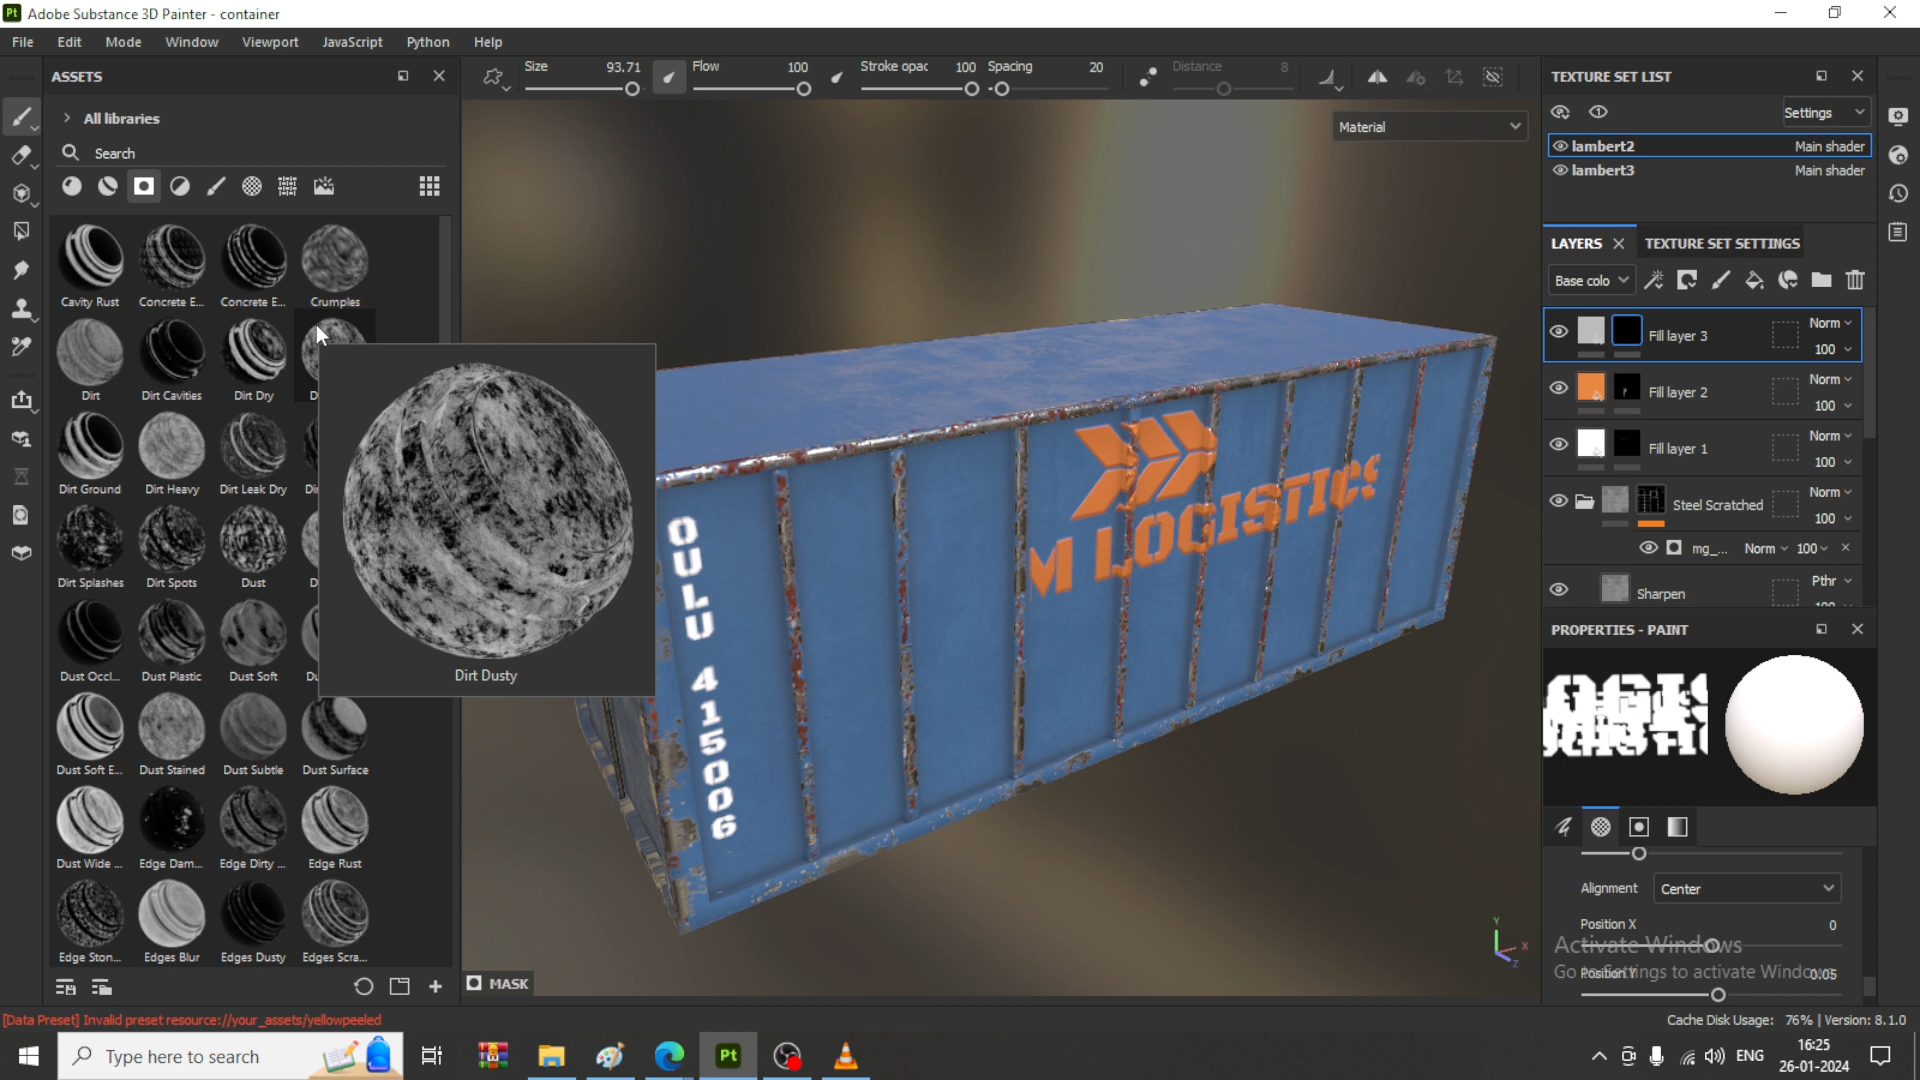 Adobe Substance 3D Painter - container
File Edit Mode Window Viewport JavaScript Python Help
ASSETS
All libraries
Search
Cavity Rust Concrete E... Concrete E... Crumples
Dirt Dirt Cavities Dirt Dry
Dirt Ground Dirt Heavy Dirt Leak Dry
Dirt Splashes Dirt Spots Dust
Dust Occl... Dust Plastic Dust Soft
Dust Soft E... Dust Stained Dust Subtle Dust Surface
Dust Wide ... Edge Dam... Edge Dirty ... Edge Rust
Edge Ston... Edges Blur Edges Dusty Edges Scra...
Dirt Dusty
Size 93.71 Flow 100 Stroke opac 100 Spacing 20 Distance 8
Material
OULU 415006
M LOGISTICS
Y
X
Z
MASK
TEXTURE SET LIST
Settings
lambert2 Main shader
lambert3 Main shader
LAYERS TEXTURE SET SETTINGS
Base colo
Fill layer 3 Norm 100
Fill layer 2 Norm 100
Fill layer 1 Norm 100
Steel Scratched Norm 100
mg_... Norm 100
Sharpen Pthr
PROPERTIES - PAINT
Alignment Center
Position X 0
Position Y 0.05
Activate Windows
Go to Settings to activate Windows.
[Data Preset] Invalid preset resource://your_assets/yellowpeeled
Cache Disk Usage: 76% | Version: 8.1.0
Type here to search
Pt
ENG
16:25
26-01-2024